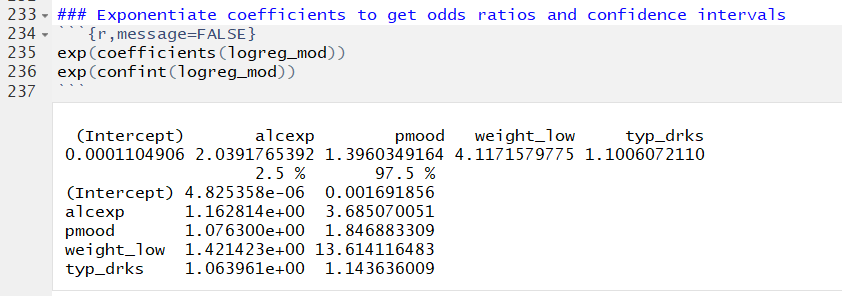 233 ### Exponentiate coefficients to get odds ratios and confidence intervals
234 ```{r,message=FALSE}
235 exp(coefficients(logreg_mod))
236 exp(confint(logreg_mod))
237 ```
(Intercept) alcexp pmood weight_low typ_drks
0.0001104906 2.0391765392 1.3960349164 4.1171579775 1.1006072110
2.5 % 97.5 %
(Intercept) 4.825358e-06 0.001691856
alcexp 1.162814e+00 3.685070051
pmood 1.076300e+00 1.846883309
weight_low 1.421423e+00 13.614116483
typ_drks 1.063961e+00 1.143636009